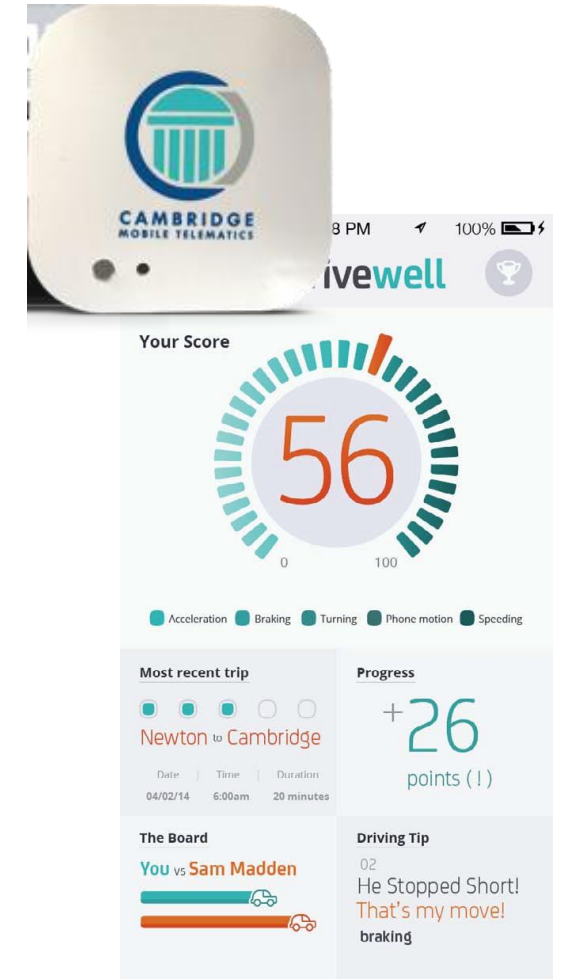 CAMBRIDGE
MOBILE TELEMATICS
8 PM 100%
ivewell
Your Score
56
0 100
Acceleration Braking Turning Phone motion Speeding
Most recent trip
Newton to Cambridge
Date | Time | Duration
04/02/14 6:00am 20 minutes
Progress
+26
points (!)
The Board
You vs Sam Madden
Driving Tip
02
He Stopped Short!
That's my move!
braking